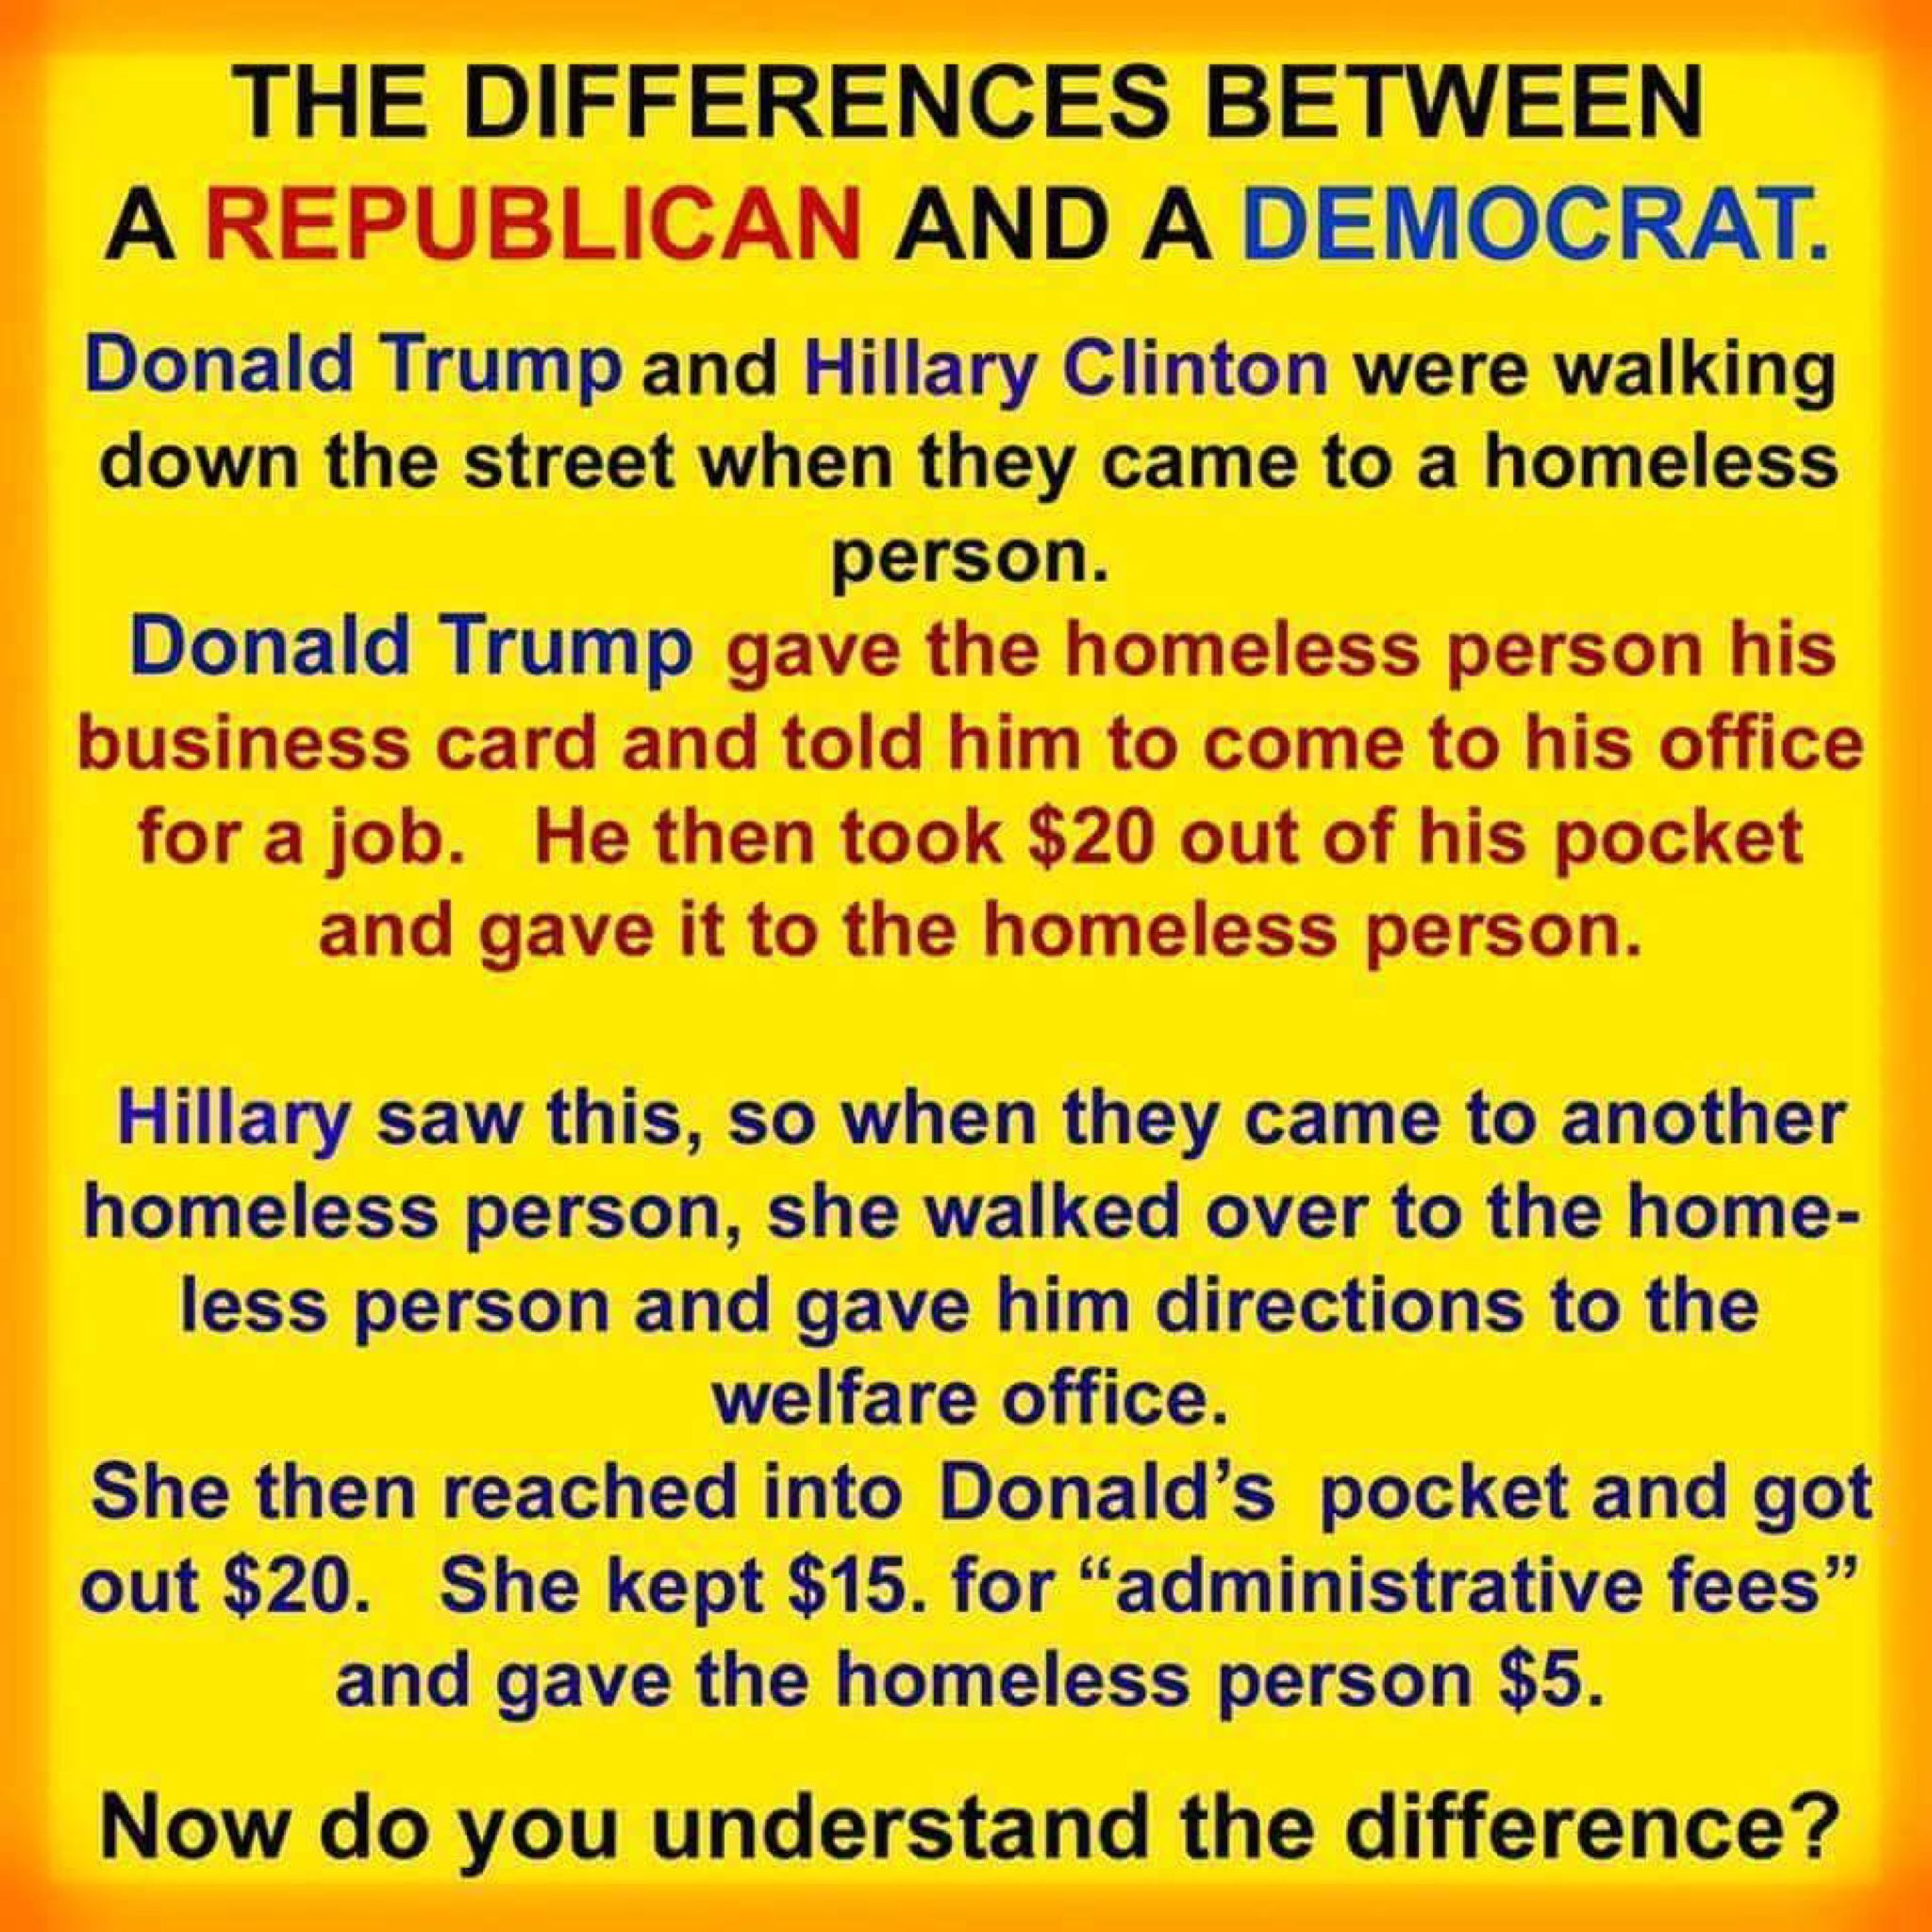 THE DIFFERENCES BETWEEN
A REPUBLICAN AND A DEMOCRAT.
Donald Trump and Hillary Clinton were walking
down the street when they came to a homeless
person.
Donald Trump gave the homeless person his
business card and told him to come to his office
for a job. He then took $20 out of his pocket
and gave it to the homeless person.
Hillary saw this, so when they came to another
homeless person, she walked over to the home-
less person and gave him directions to the
welfare office.
She then reached into Donald’s pocket and got
out $20. She kept $15. for “administrative fees”
and gave the homeless person $5.
Now do you understand the difference?